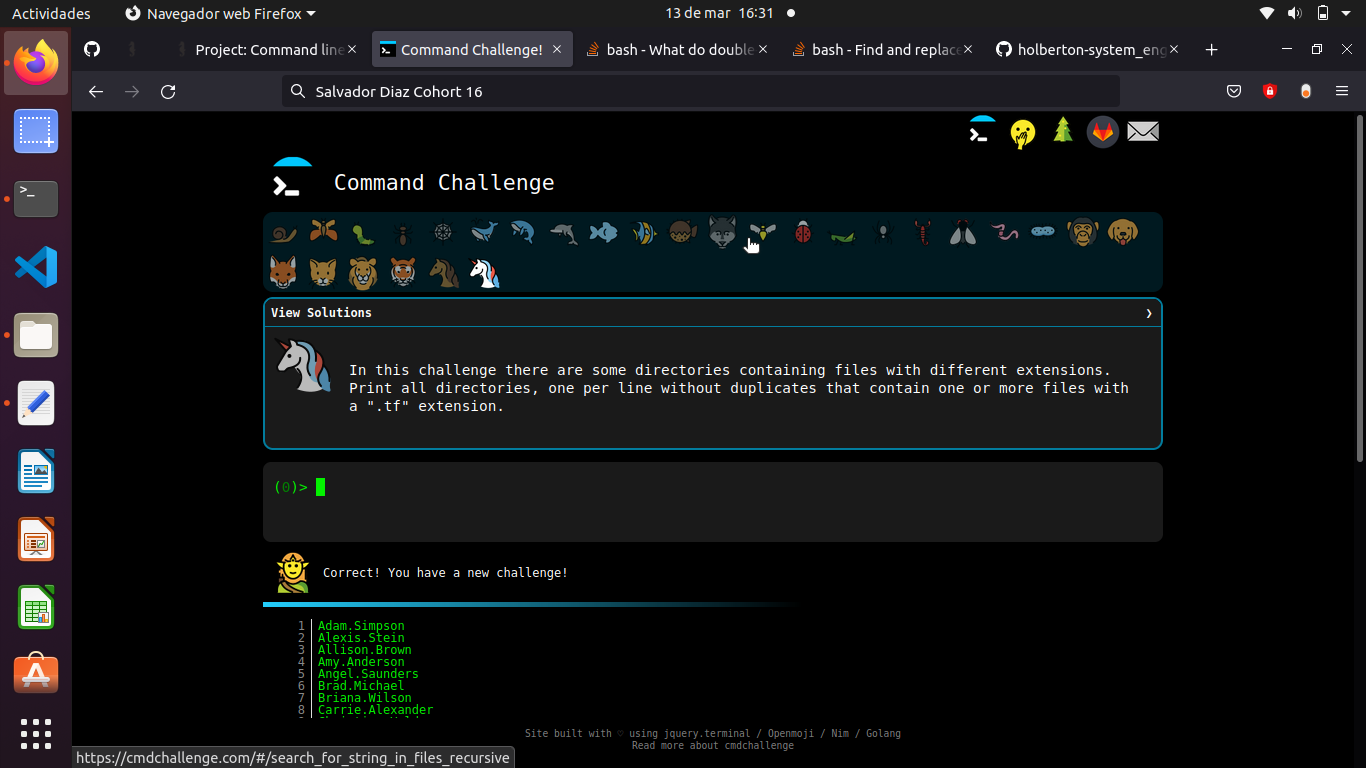 Actividades
Navegador web Firefox
13 de mar 16:31
Project: Command line
Command Challenge!
bash - What do double
bash - Find and replace
holberton-system_eng
Salvador Diaz Cohort 16
Command Challenge
View Solutions
In this challenge there are some directories containing files with different extensions.
Print all directories, one per line without duplicates that contain one or more files with
a ".tf" extension.
(0)>
Correct! You have a new challenge!
1 Adam.Simpson
2 Alexis.Stein
3 Allison.Brown
4 Amy.Anderson
5 Angel.Saunders
6 Brad.Michael
7 Briana.Wilson
8 Carrie.Alexander
Site built with ♡ using jquery.terminal / Openmoji / Nim / Golang
Read more about cmdchallenge
https://cmdchallenge.com/#/search_for_string_in_files_recursive